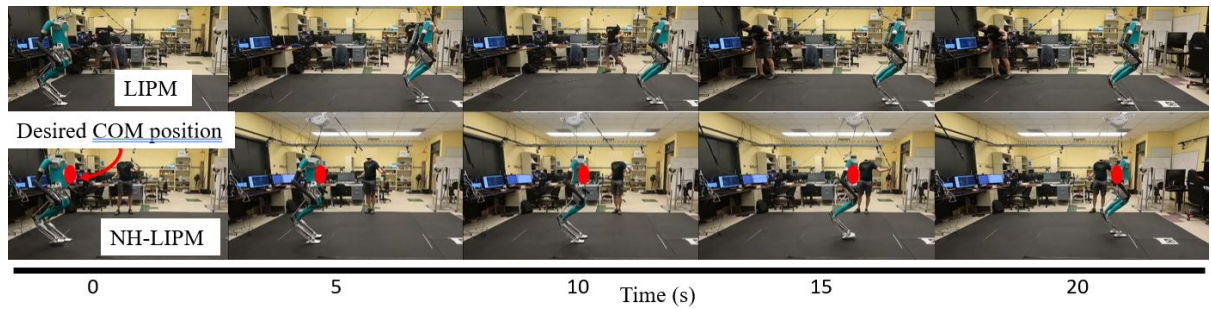 LIPM
Desired COM position
NH-LIPM
0 5 10 15 20
Time (s)